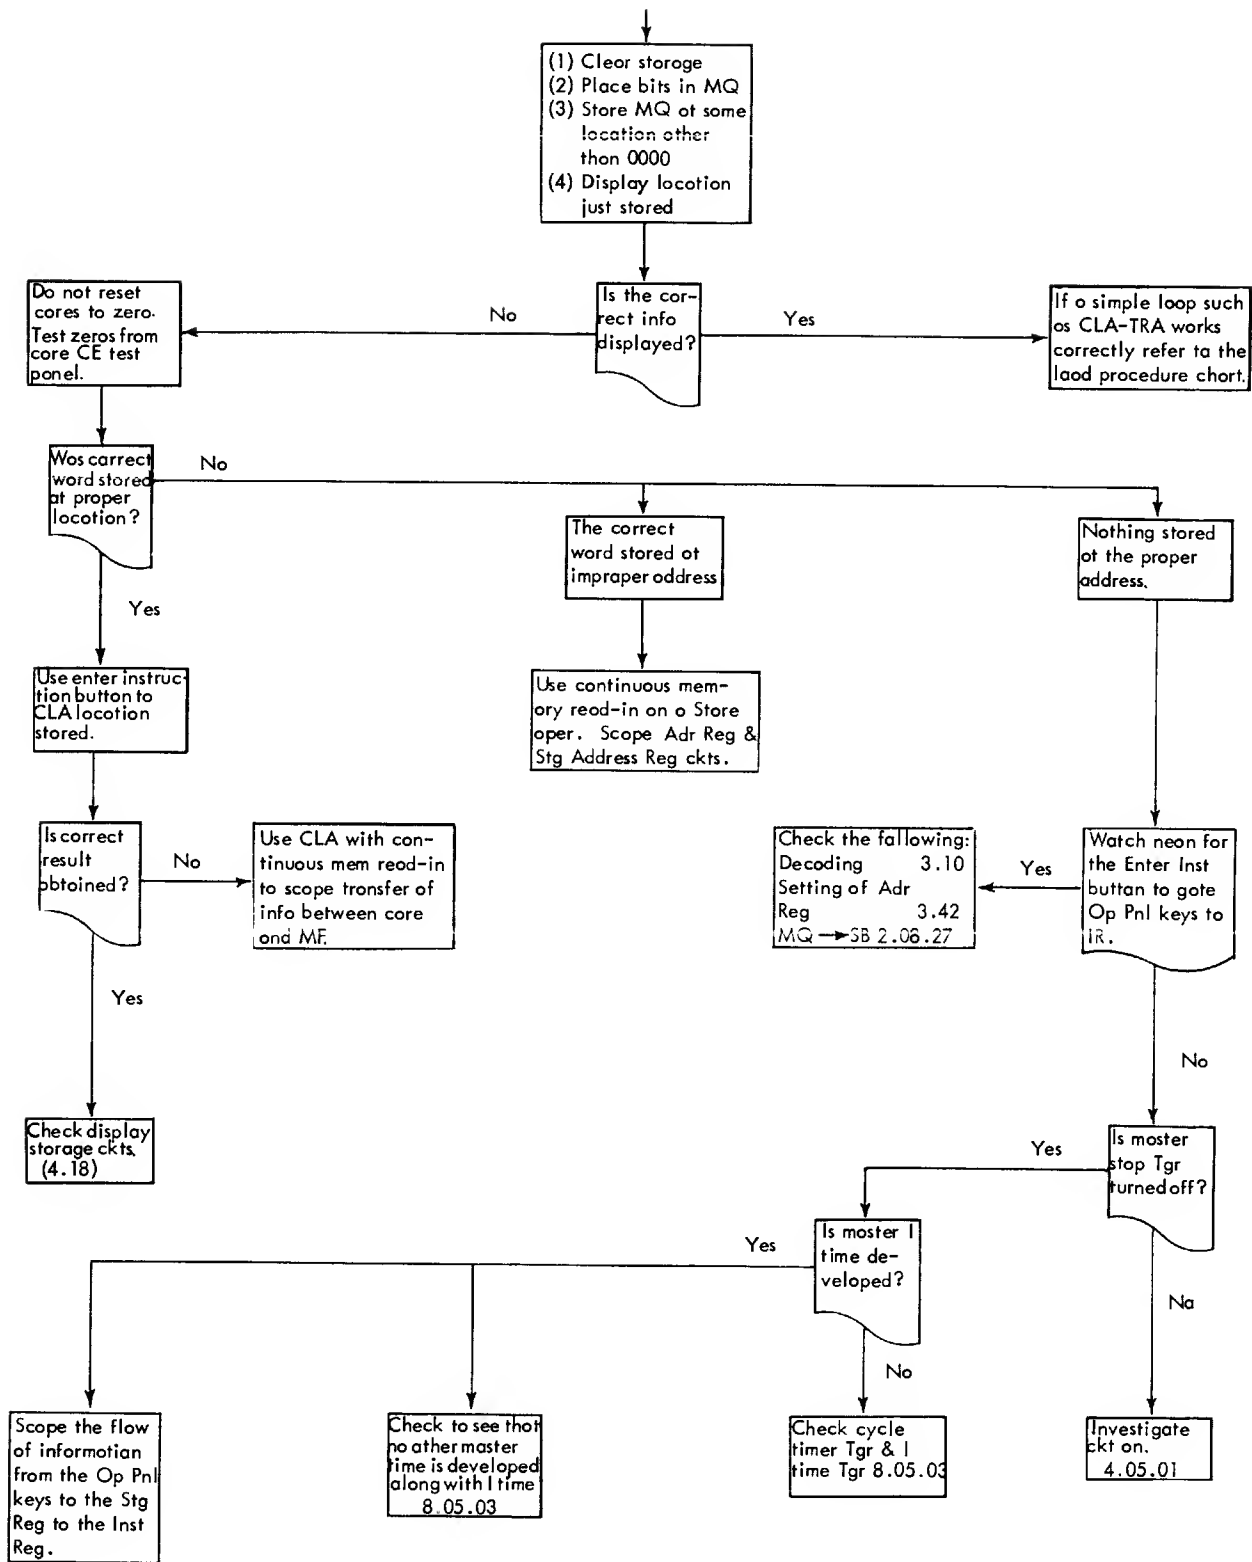 (1) Cleor storoge
(2) Place bits in MQ
(3) Store MQ ot some
location other
thon 0000
(4) Display locotion
just stored
Do not reset
cores to zero.
Test zeros from
core CE test
ponel.
No
Is the cor-
rect info
displayed?
Yes
If o simple loop such
os CLA-TRA works
correctly refer ta the
laod procedure chort.
Wos carrect
word stored
at proper
locotion?
No
The correct
word stored ot
impraper oddress
Nothing stored
ot the proper
address.
Yes
Use enter instruc-
tion button to
CLA locotion
stored.
Use continuous mem-
ory reod-in on o Store
oper. Scope Adr Reg &
Stg Address Reg ckts.
Is correct
result
obtoined?
No
Use CLA with con-
tinuous mem reod-in
to scope tronsfer of
info between core
ond MF.
Check the fallowing:
Decoding 3.10
Setting of Adr
Reg 3.42
MQ → SB 2.06.27
Yes
Watch neon for
the Enter Inst
buttan to gote
Op Pnl keys to
IR.
Yes
No
Check display
storage ckts.
(4.18)
Yes
Is moster
stop Tgr
turned off?
Yes
Is moster I
time de-
veloped?
Na
No
Scope the flow
of informotian
from the Op Pnl
keys to the Stg
Reg to the Inst
Reg.
Check to see thot
no ather master
time is developed
along with I time
8.05.03
Check cycle
timer Tgr & I
time Tgr 8.05.03
Investigate
ckt on.
4.05.01